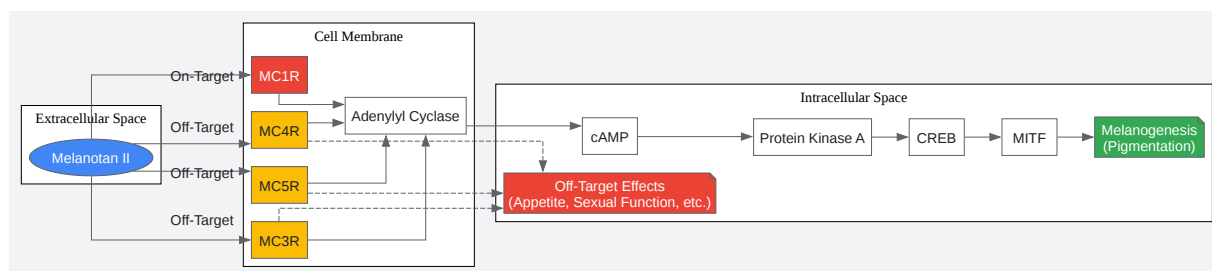 Cell Membrane
On-Target
MC1R
Extracellular Space
Melanotan II
Off-Target
MC4R
Adenylyl Cyclase
Off-Target
MC5R
Off-Target
MC3R
Intracellular Space
cAMP
Protein Kinase A
CREB
MITF
Melanogenesis
(Pigmentation)
Off-Target Effects
(Appetite, Sexual Function, etc.)